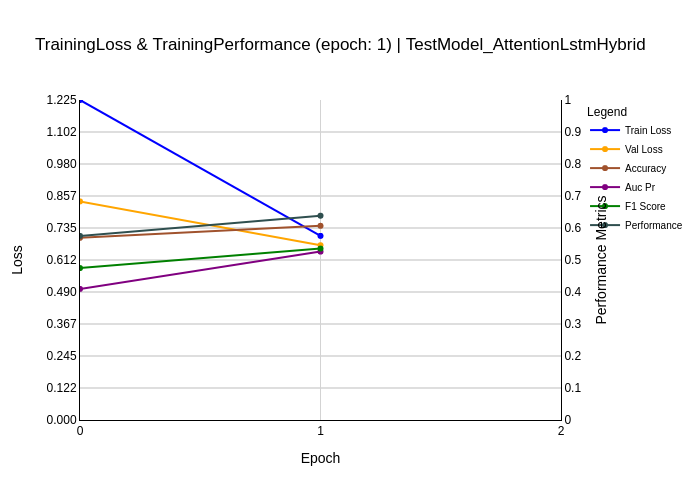 TrainingLoss & TrainingPerformance (epoch: 1) | TestModel_AttentionLstmHybrid
1.225
1.102
0.980
0.857
0.735
0.612
0.490
0.367
0.245
0.122
0.000
Loss
0
1
2
Epoch
1
0.9
0.8
0.7
0.6
0.5
0.4
0.3
0.2
0.1
0
Performance Metrics
Legend
Train Loss
Val Loss
Accuracy
Auc Pr
F1 Score
Performance